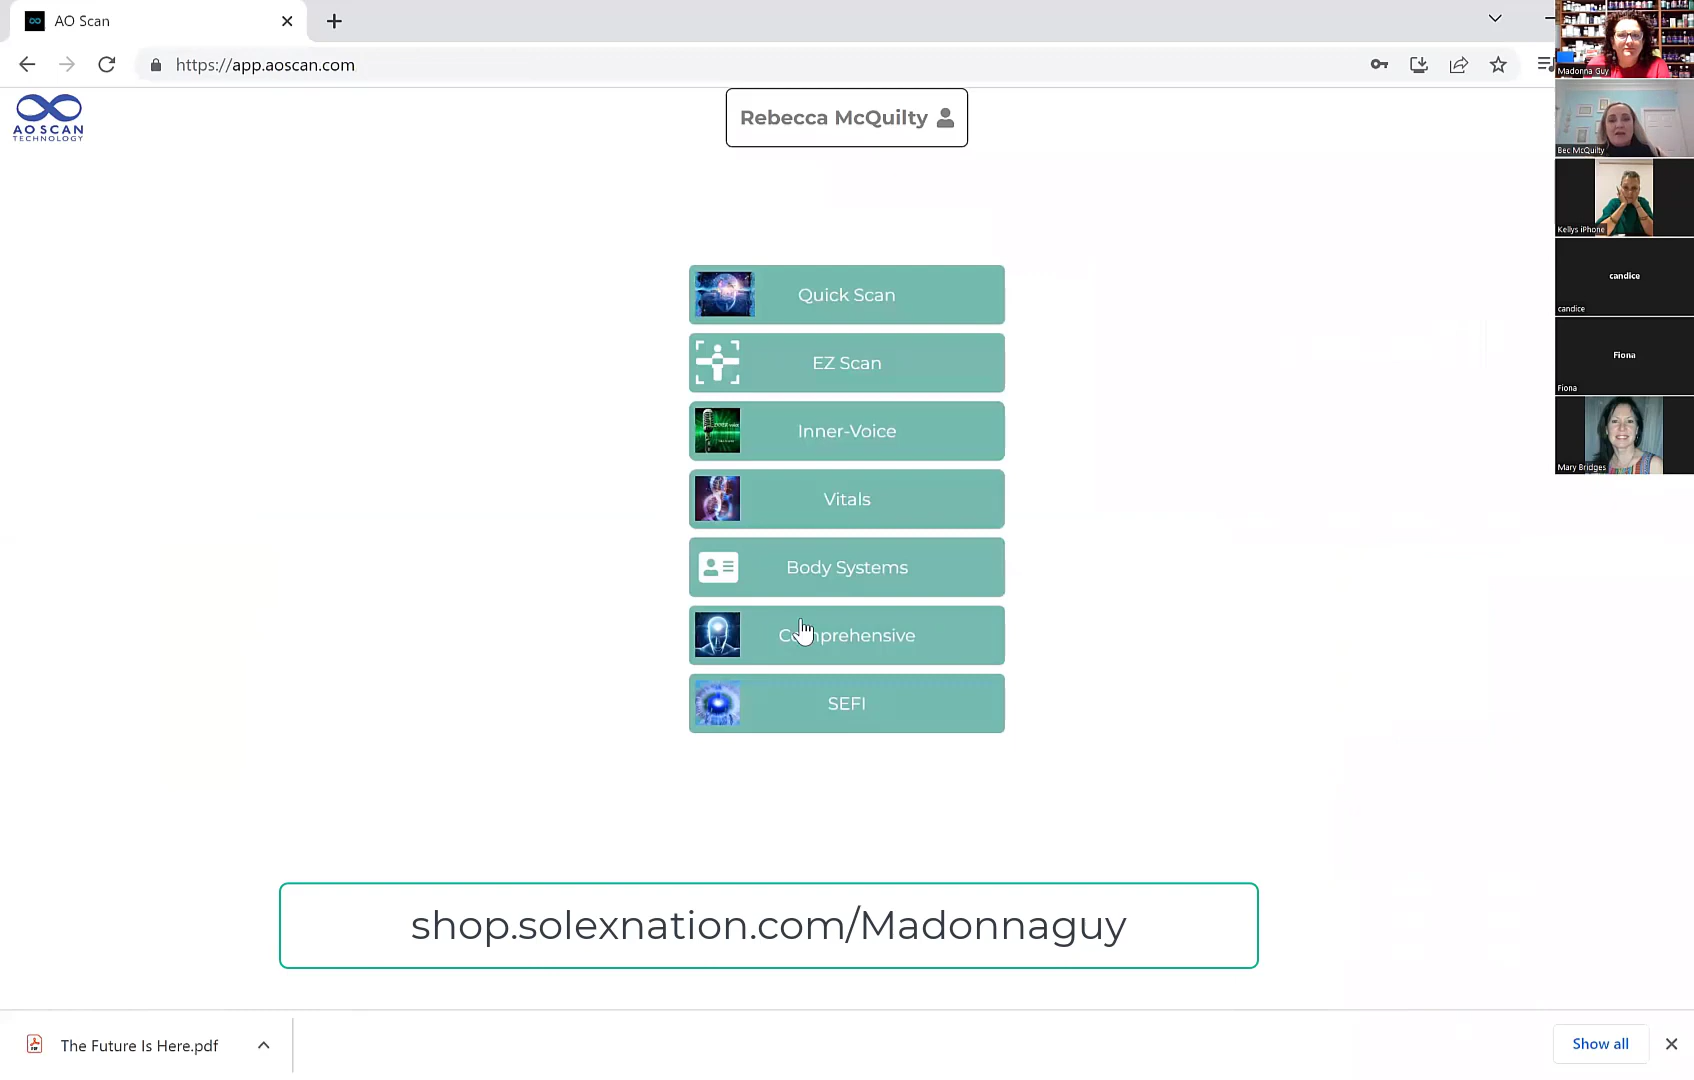 AO Scan
https://app.aoscan.com
AO SCAN
TECHNOLOGY
Rebecca McQuilty
Quick Scan
EZ Scan
Inner-Voice
Vitals
Body Systems
Comprehensive
SEFI
shop.solexnation.com/Madonnaguy
The Future Is Here.pdf
Show all
Madonna Guy
Bec McQuilty
Kellys iPhone
candice
candice
Fiona
Fiona
Mary Bridges